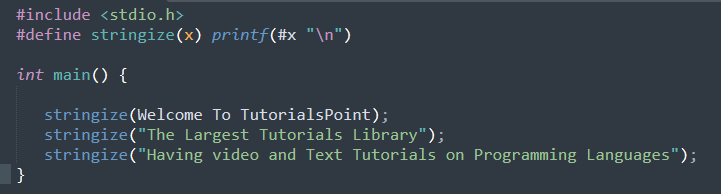 #include <stdio.h>
#define stringize(x) printf(#x "\n")
int main() {
stringize(Welcome To TutorialsPoint);
stringize("The Largest Tutorials Library");
stringize("Having video and Text Tutorials on Programming Languages");
}